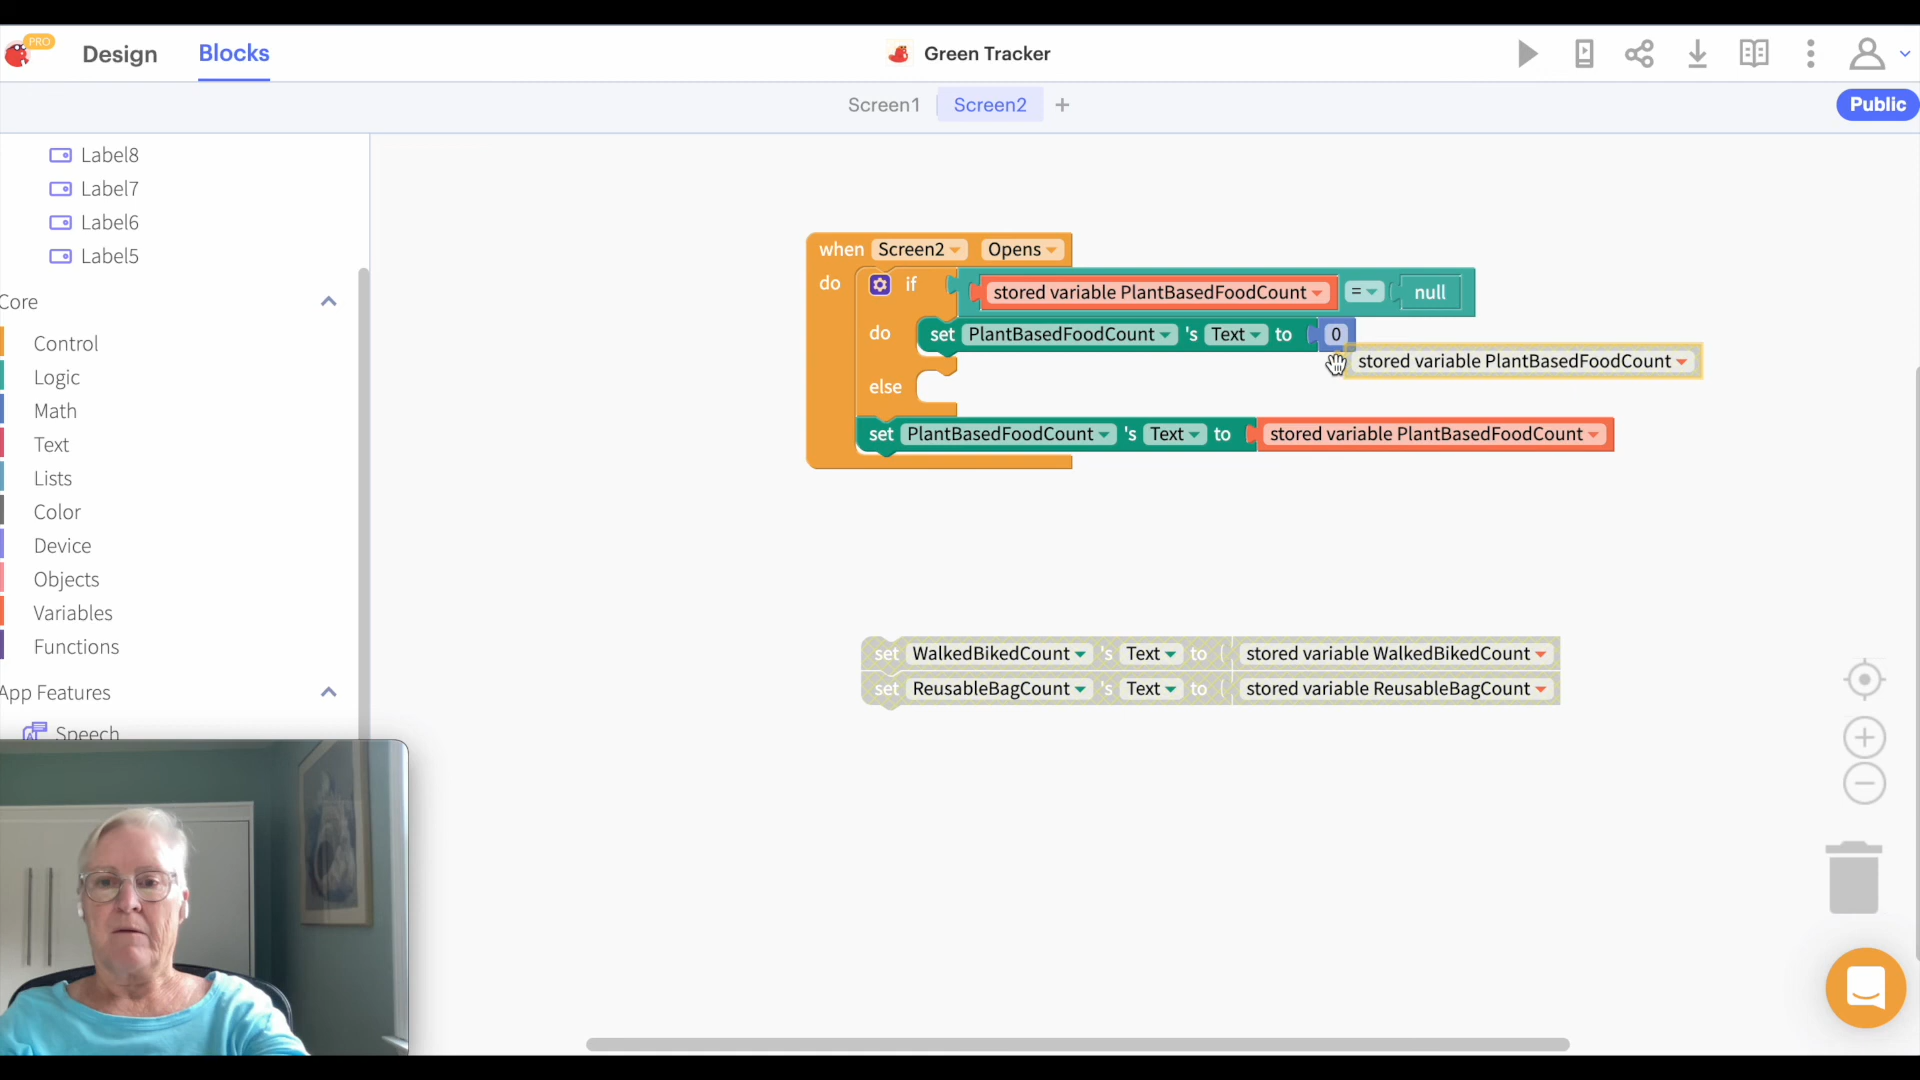 PRO
Design Blocks
Green Tracker
Screen1 Screen2 +
Public
Label8
Label7
Label6
Label5
Core
Control
Logic
Math
Text
Lists
Color
Device
Objects
Variables
Functions
App Features
Speech
when Screen2 Opens
do if stored variable PlantBasedFoodCount = null
do set PlantBasedFoodCount 's Text to 0
stored variable PlantBasedFoodCount
else
set PlantBasedFoodCount 's Text to stored variable PlantBasedFoodCount
set WalkedBikedCount 's Text to stored variable WalkedBikedCount
set ReusableBagCount 's Text to stored variable ReusableBagCount